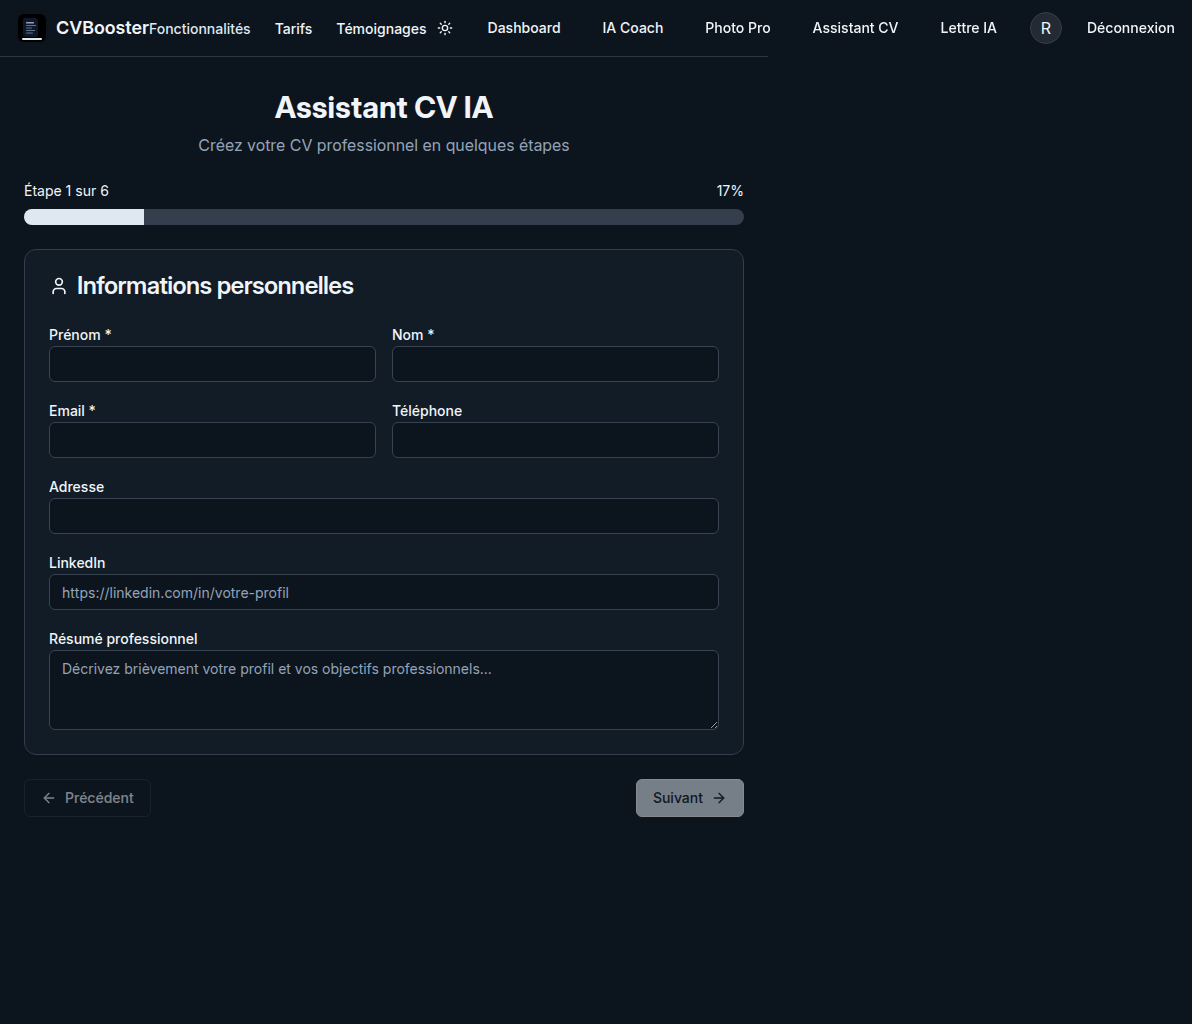 CVBooster Fonctionnalités Tarifs Témoignages Dashboard IA Coach Photo Pro Assistant CV Lettre IA R Déconnexion
Assistant CV IA
Créez votre CV professionnel en quelques étapes
Étape 1 sur 6 17%
Informations personnelles
Prénom * Nom *
Email * Téléphone
Adresse
LinkedIn
https://linkedin.com/in/votre-profil
Résumé professionnel
Décrivez brièvement votre profil et vos objectifs professionnels...
Précédent Suivant